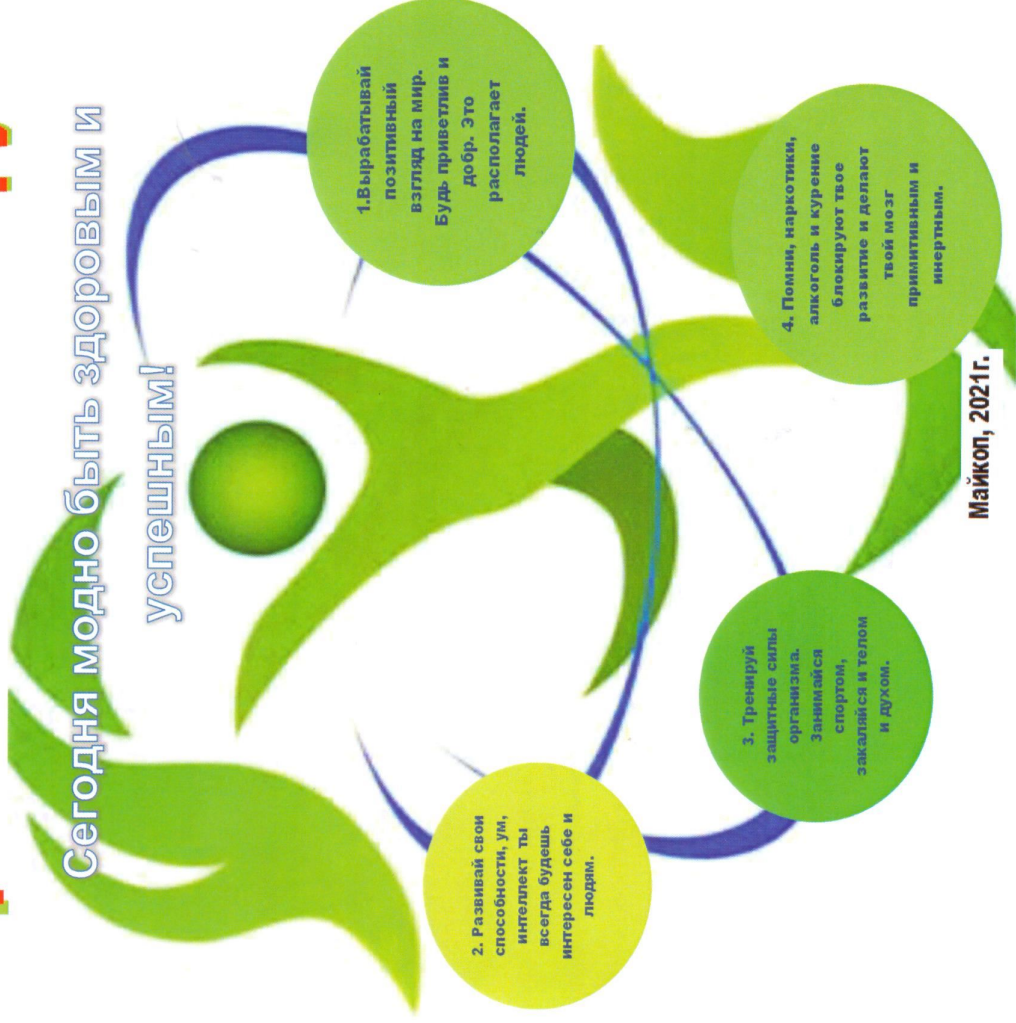 Сегодня модно быть здоровым и
успешным!
1.Вырабатывай
позитивный
взгляд на мир.
Будь приветлив и
добр. Это
располагает
людей.
2. Развивай свои
способности, ум,
интеллект ты
всегда будешь
интересен себе и
людям.
3. Тренируй
защитные силы
организма.
Занимайся
спортом,
закаляйся и телом
и духом.
4. Помни, наркотики,
алкоголь и курение
блокируют твое
развитие и делают
твой мозг
примитивным и
инертным.
Майкоп, 2021г.